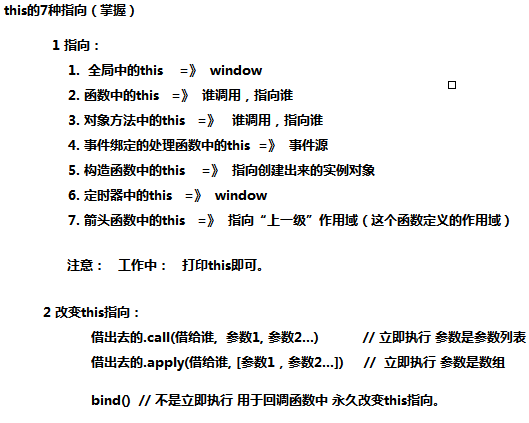 this的7种指向（掌握）
1 指向：
1. 全局中的this =》 window
2. 函数中的this =》 谁调用，指向谁
3. 对象方法中的this =》 谁调用，指向谁
4. 事件绑定的处理函数中的this =》 事件源
5. 构造函数中的this =》 指向创建出来的实例对象
6. 定时器中的this =》 window
7. 箭头函数中的this =》 指向“上一级”作用域（这个函数定义的作用域）
注意： 工作中： 打印this即可。
2 改变this指向：
借出去的.call(借给谁, 参数1, 参数2...) // 立即执行 参数是参数列表
借出去的.apply(借给谁, [参数1，参数2...]) // 立即执行 参数是数组
bind() // 不是立即执行 用于回调函数中 永久改变this指向。